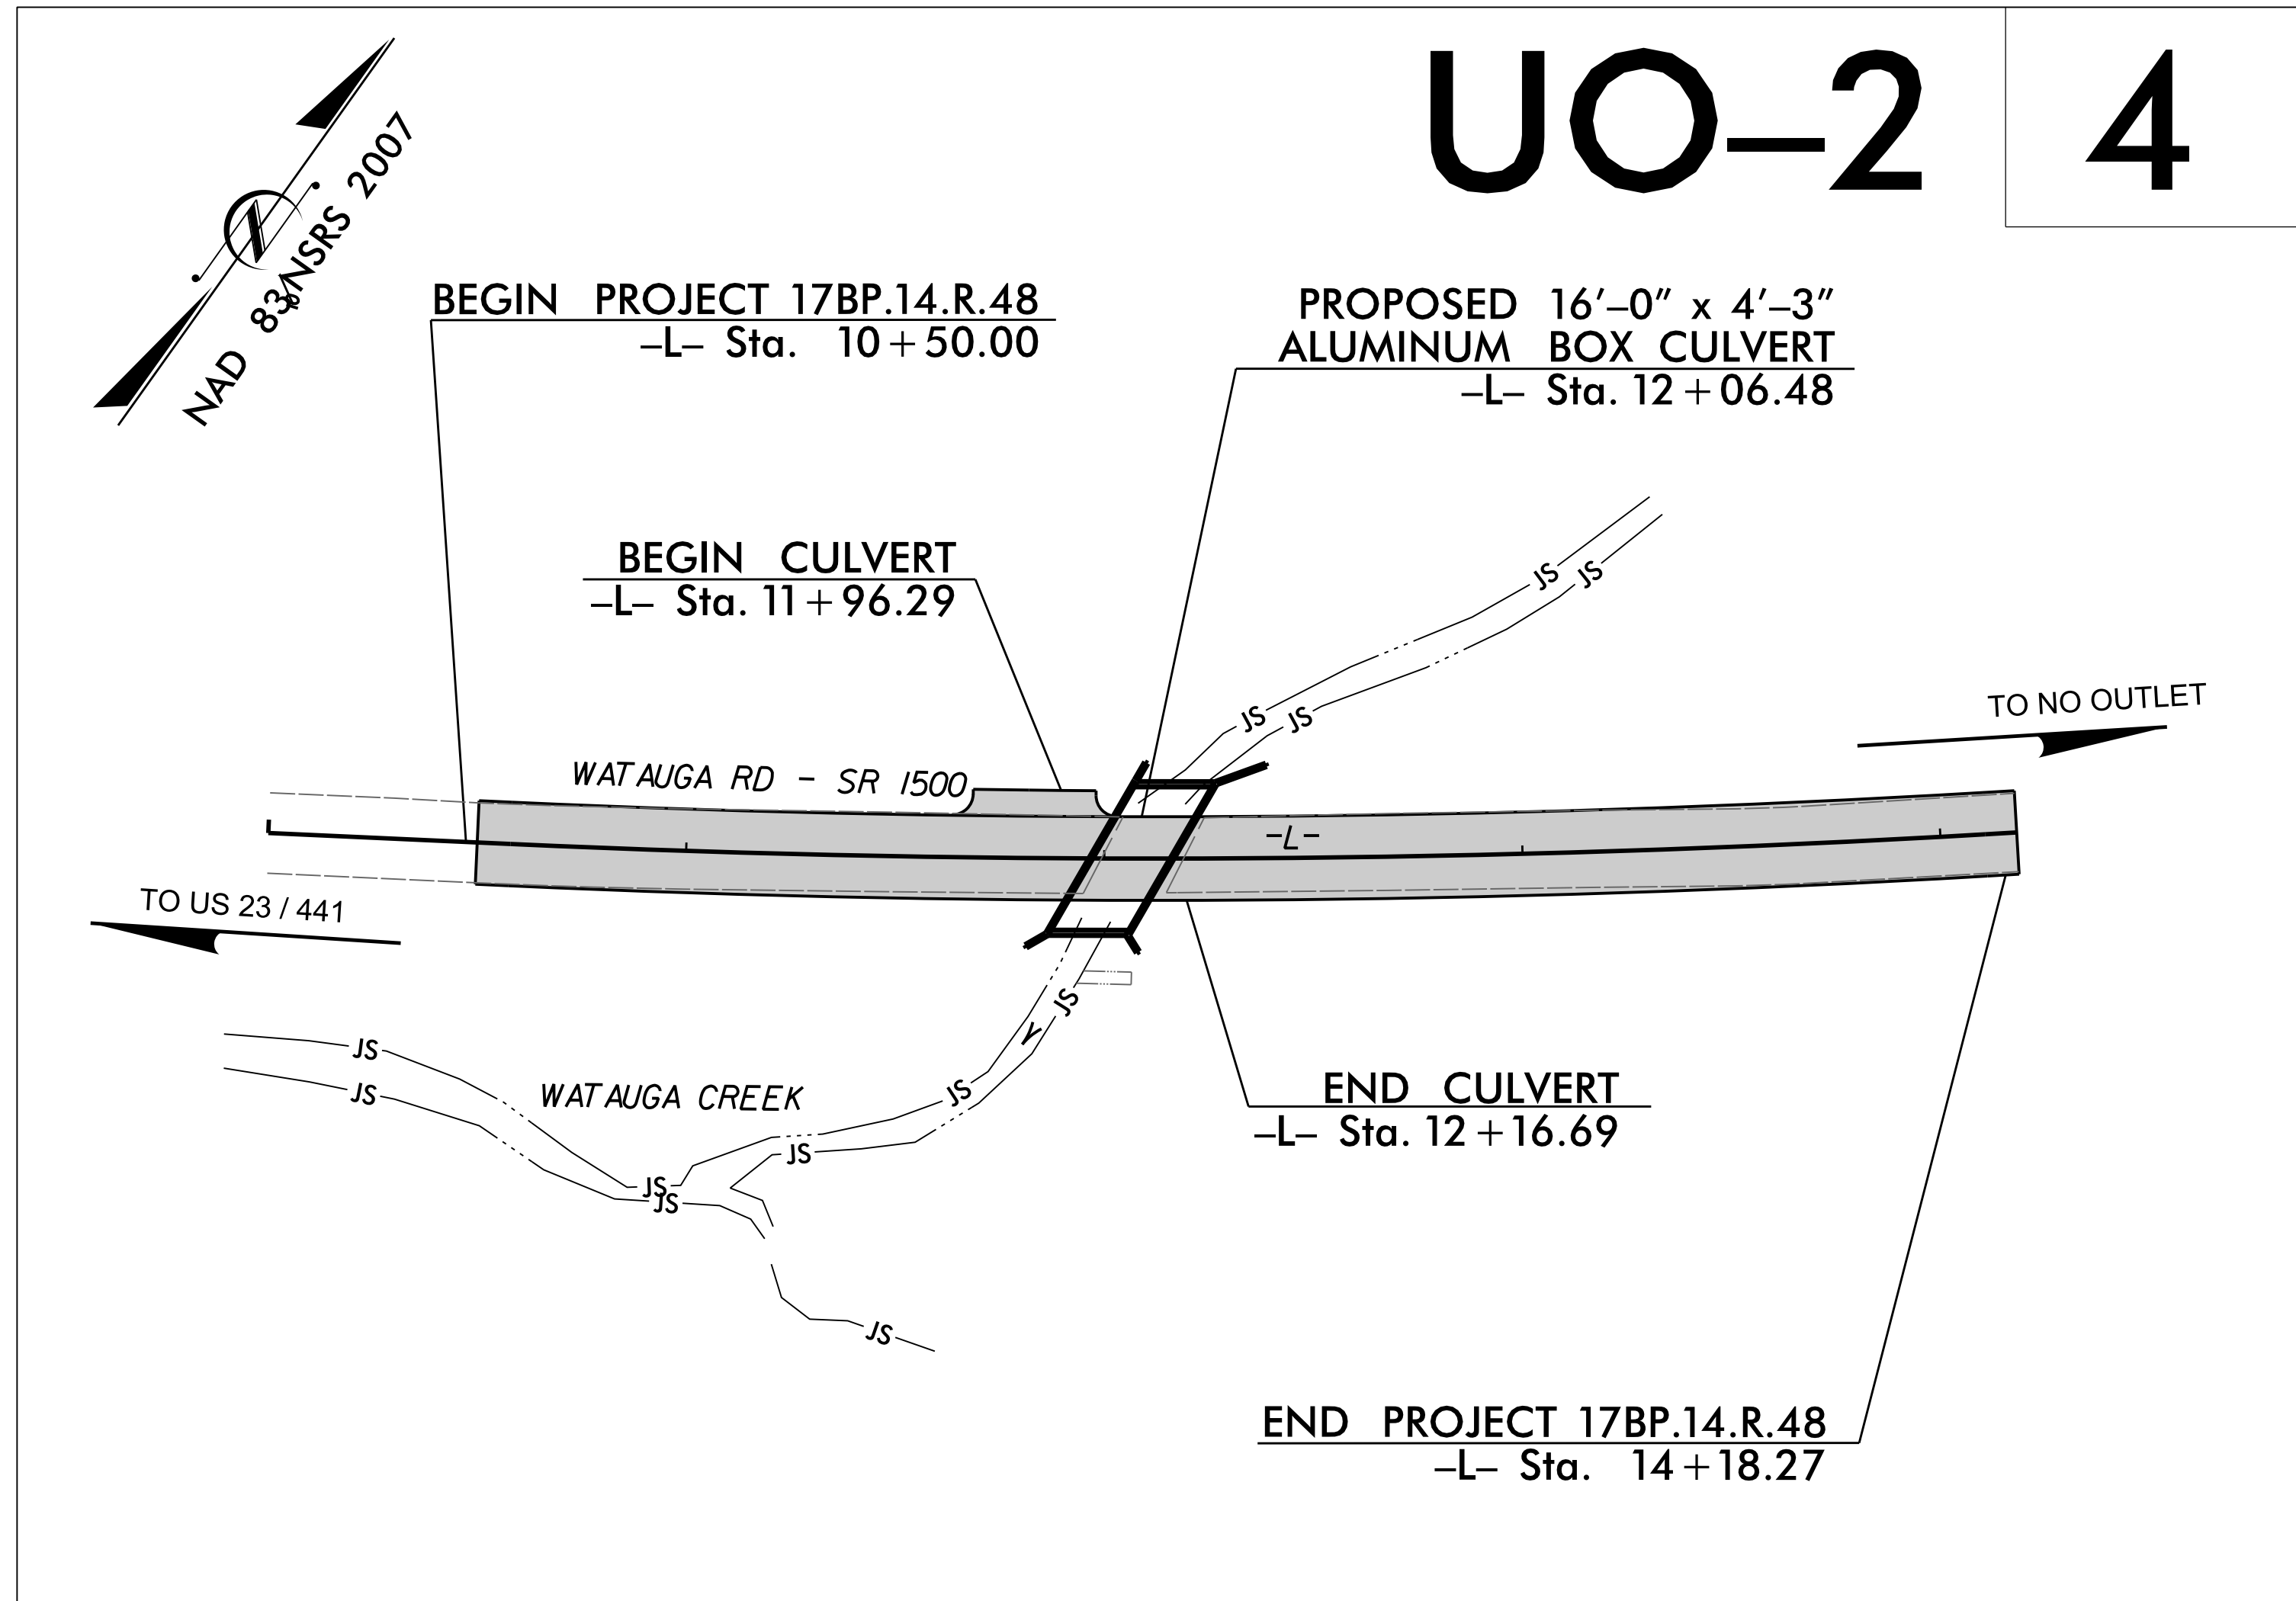 UO–2
4
NAD 83/NSRS 2007
BEGIN PROJECT 17BP.14.R.48
–L– Sta. 10+50.00
PROPOSED 16'–0" x 4'–3"
ALUMINUM BOX CULVERT
–L– Sta. 12+06.48
BEGIN CULVERT
–L– Sta. 11+96.29
JS
JS
JS
JS
TO NO OUTLET
WATAUGA RD - SR 1500
-L-
TO US 23 / 441
JS
JS
JS
WATAUGA CREEK
JS
JS
JS
JS
JS
END CULVERT
–L– Sta. 12+16.69
JS
END PROJECT 17BP.14.R.48
–L– Sta. 14+18.27